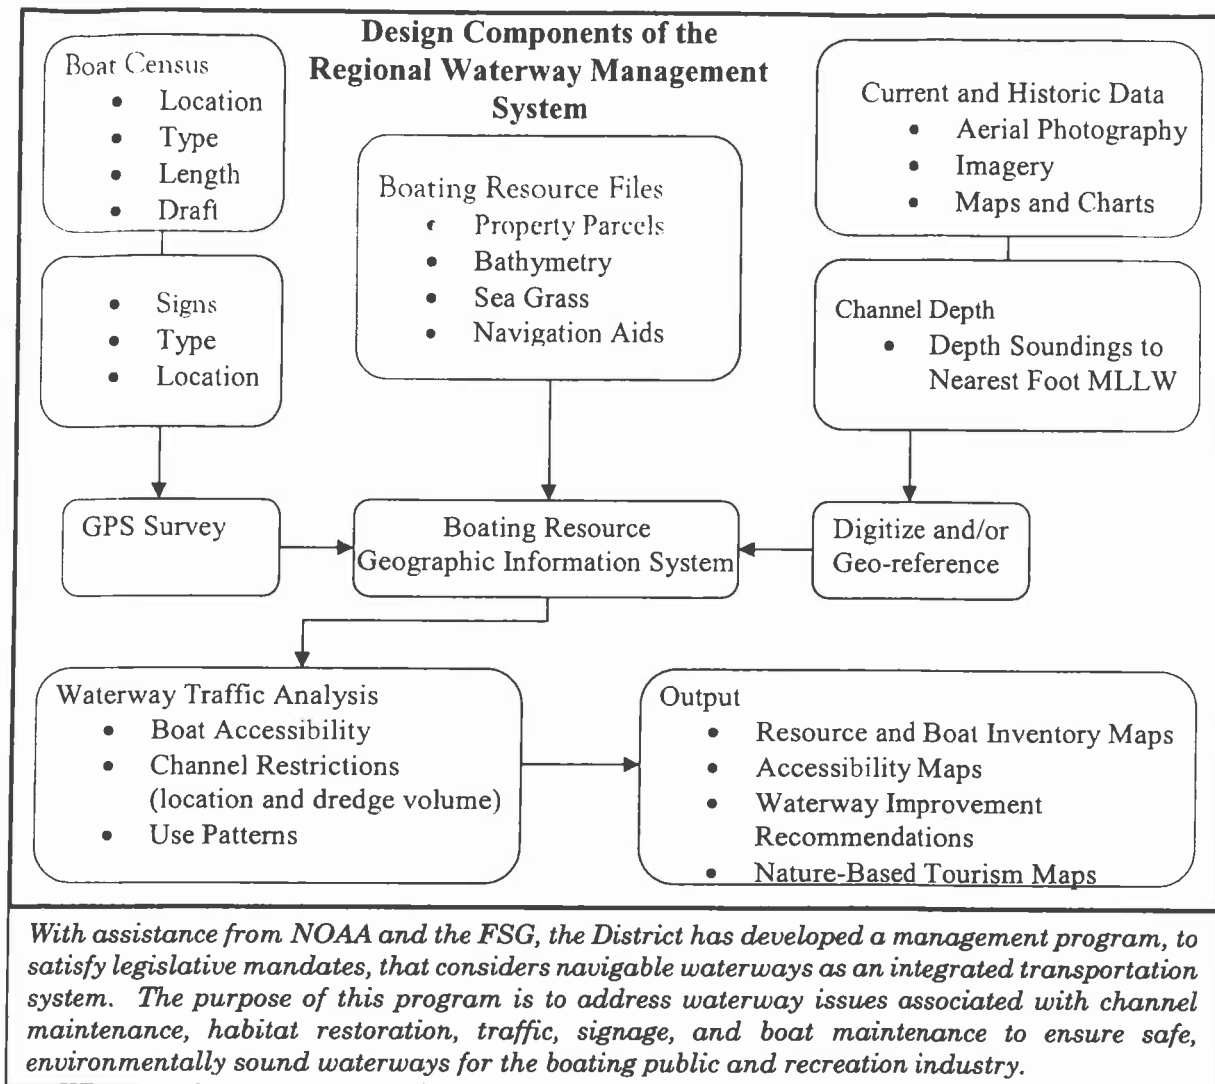 Design Components of the
Regional Waterway Management
System
Boat Census
• Location
• Type
• Length
• Draft
• Signs
• Type
• Location
GPS Survey
Boating Resource Files
• Property Parcels
• Bathymetry
• Sea Grass
• Navigation Aids
Current and Historic Data
• Aerial Photography
• Imagery
• Maps and Charts
Channel Depth
• Depth Soundings to
Nearest Foot MLLW
Digitize and/or
Geo-reference
Boating Resource
Geographic Information System
Waterway Traffic Analysis
• Boat Accessibility
• Channel Restrictions
(location and dredge volume)
• Use Patterns
Output
• Resource and Boat Inventory Maps
• Accessibility Maps
• Waterway Improvement
Recommendations
• Nature-Based Tourism Maps
With assistance from NOAA and the FSG, the District has developed a management program, to
satisfy legislative mandates, that considers navigable waterways as an integrated transportation
system. The purpose of this program is to address waterway issues associated with channel
maintenance, habitat restoration, traffic, signage, and boat maintenance to ensure safe,
environmentally sound waterways for the boating public and recreation industry.